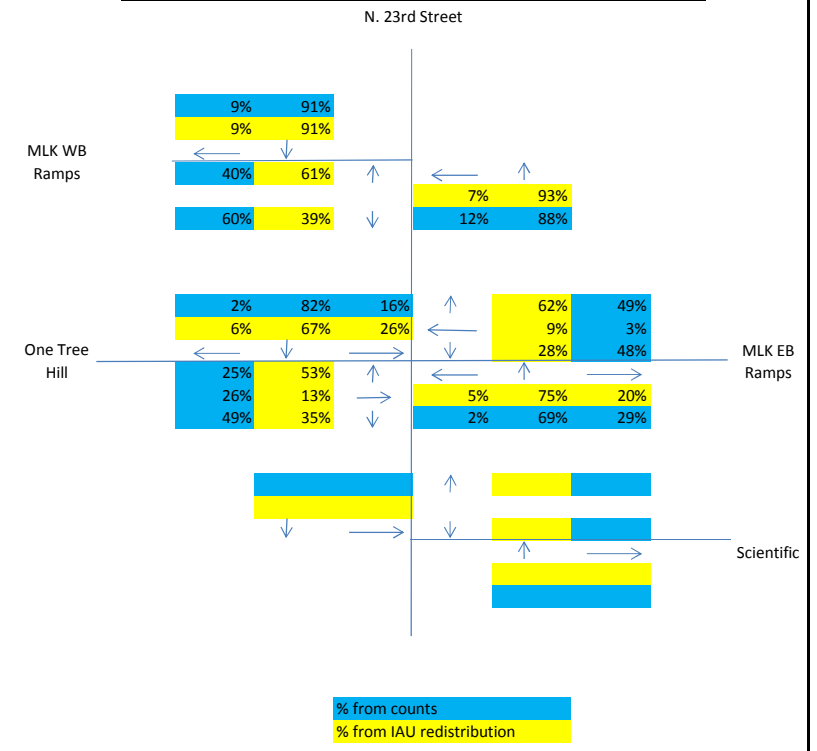 N. 23rd Street
9% 91%
9% 91%
MLK WB
Ramps
40% 61%
7% 93%
60% 39%
12% 88%
2% 82% 16%
62% 49%
6% 67% 26%
9% 3%
One Tree
Hill
28% 48%
MLK EB
Ramps
25% 53%
26% 13%
5% 75% 20%
49% 35%
2% 69% 29%
Scientific
% from counts
% from IAU redistribution